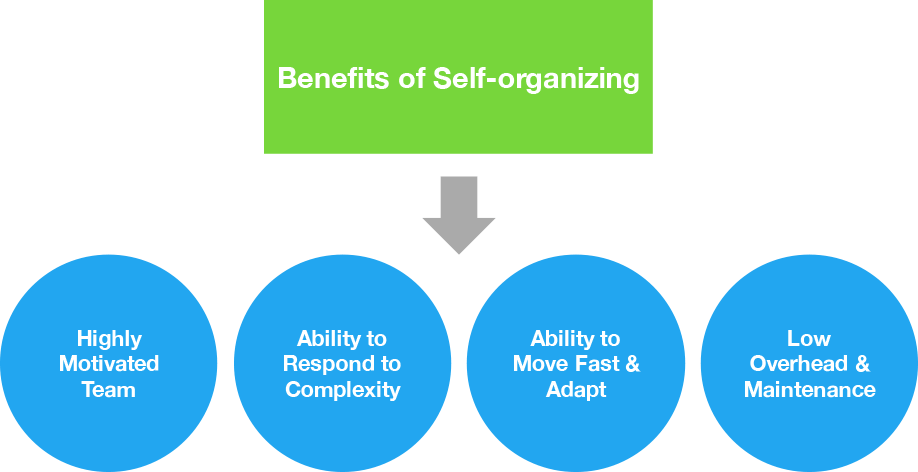 Benefits of Self-organizing
Highly
Motivated
Team
Ability to
Respond to
Complexity
Ability to
Move Fast &
Adapt
Low
Overhead &
Maintenance